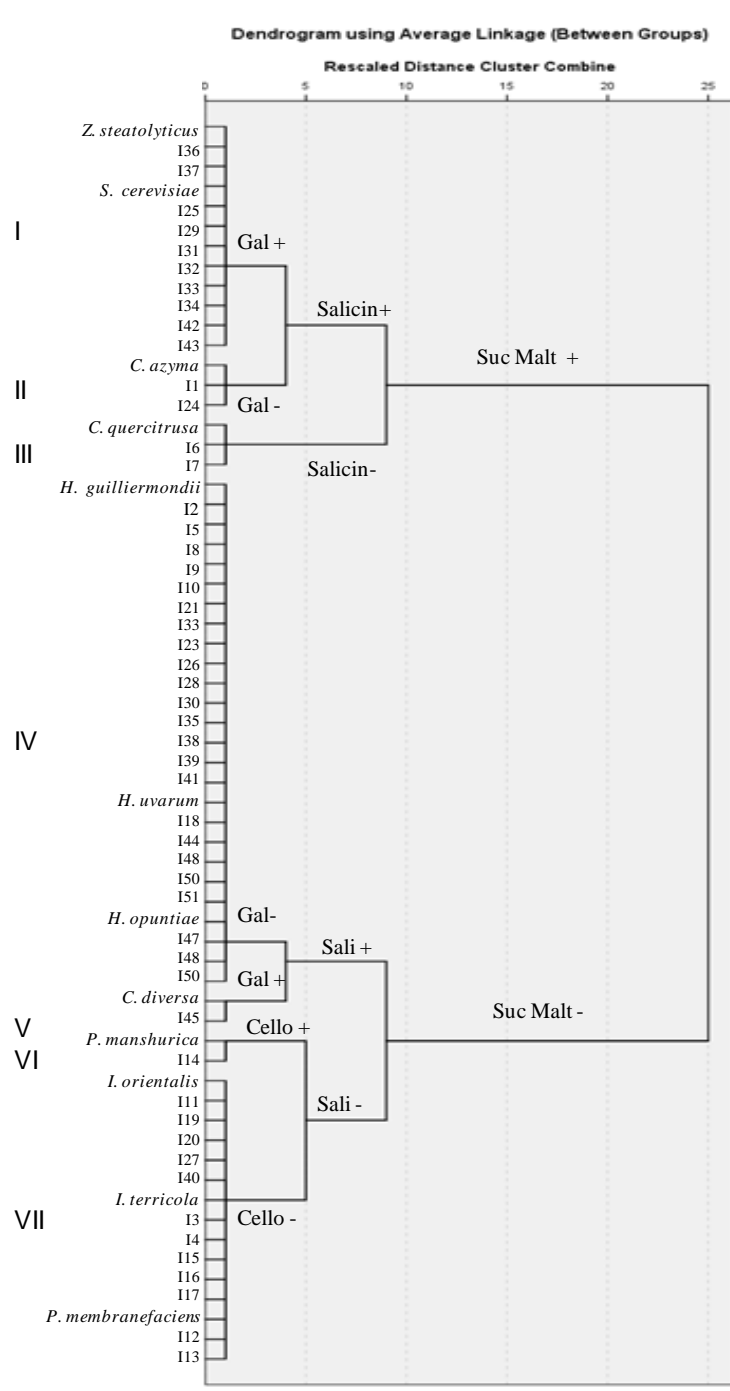 Dendrogram using Average Linkage (Between Groups)
Rescaled Distance Cluster Combine
0 5 10 15 20 25
Z. steatolyticus
I36
I37
S. cerevisiae
I25
I29
I
I31
Gal +
I32
I33
I34
Salicin+
I42
I43
Suc Malt +
C. azyma
II
I1
I24
Gal -
C. quercitrusa
III
I6
I7
Salicin-
H. guilliermondii
I2
I5
I8
I9
I10
I21
I33
I23
I26
I28
I30
I35
IV
I38
I39
I41
H. uvarum
I18
I44
I48
I50
I51
H. opuntiae
Gal-
I47
I48
Sali +
I50
Gal +
C. diversa
I45
Suc Malt -
V
P. manshurica
Cello +
VI
I14
I. orientalis
I11
I19
Sali -
I20
I27
I40
I. terricola
VII
I3
Cello -
I4
I15
I16
I17
P. membranefaciens
I12
I13